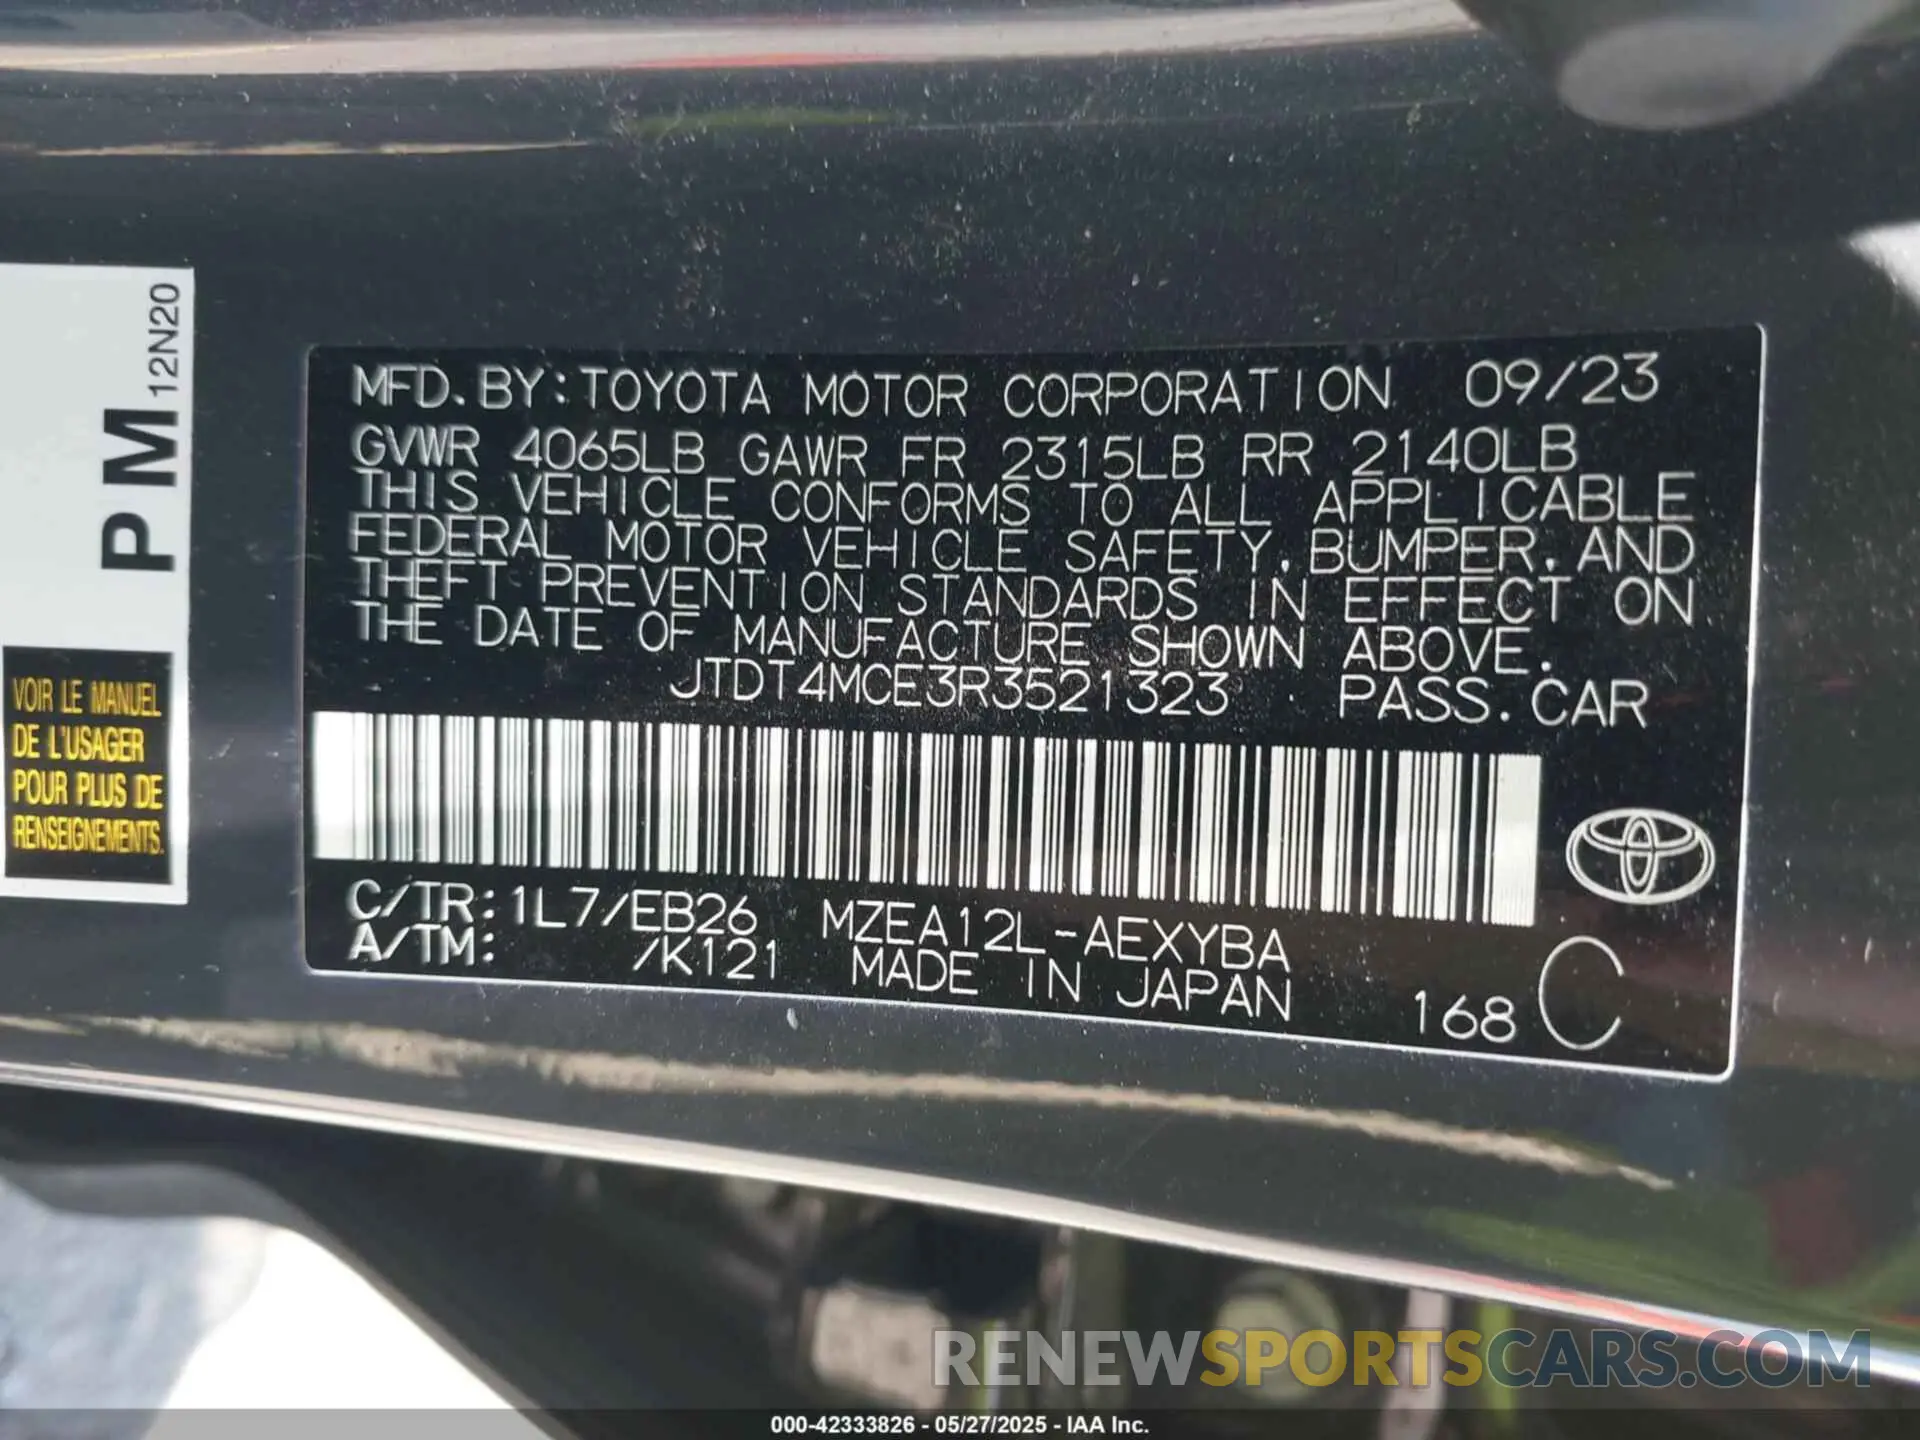 PM 12N20
VOIR LE MANUEL
DE L'USAGER
POUR PLUS DE
RENSEIGNEMENTS.
MFD.BY:TOYOTA MOTOR CORPORATION 09/23
GVWR 4065LB GAWR FR 2315LB RR 2140LB
THIS VEHICLE CONFORMS TO ALL APPLICABLE
FEDERAL MOTOR VEHICLE SAFETY,BUMPER,AND
THEFT PREVENTION STANDARDS IN EFFECT ON
THE DATE OF MANUFACTURE SHOWN ABOVE.
JTDT4MCE3R3521323 PASS.CAR
C/TR:1L7/EB26 MZEA12L-AEXYBA
A/TM: /K121 MADE IN JAPAN 168 C
RENEWSPORTSCARS.COM
000-42333826 - 05/27/2025 - IAA Inc.